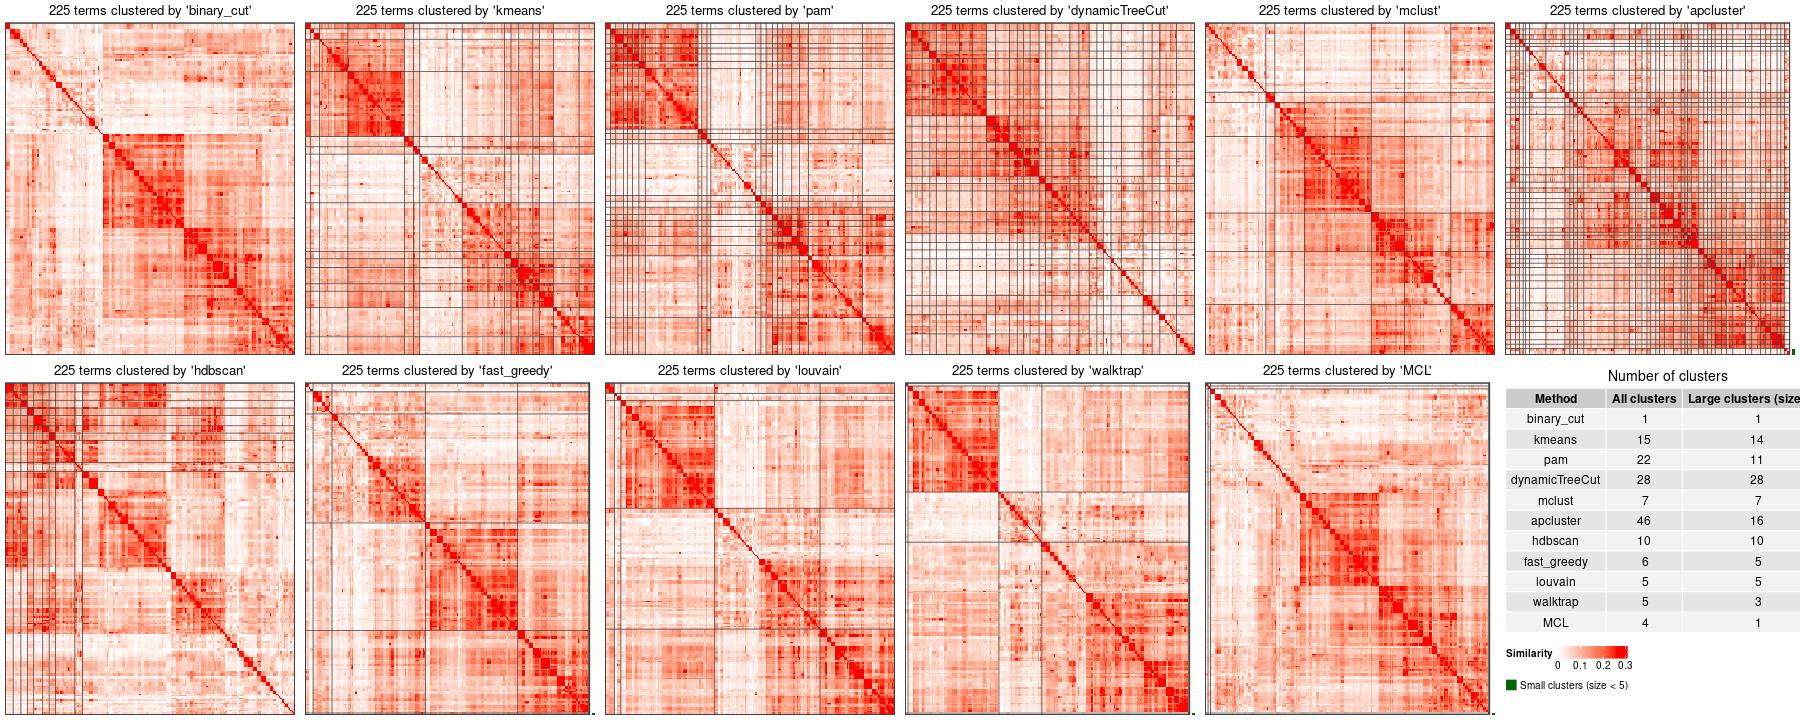 225 terms clustered by 'binary_cut'
225 terms clustered by 'kmeans'
225 terms clustered by 'pam'
225 terms clustered by 'dynamicTreeCut'
225 terms clustered by 'mclust'
225 terms clustered by 'apcluster'
225 terms clustered by 'hdbscan'
225 terms clustered by 'fast_greedy'
225 terms clustered by 'louvain'
225 terms clustered by 'walktrap'
225 terms clustered by 'MCL'
Number of clusters
Method All clusters Large clusters (size
binary_cut 1 1
kmeans 15 14
pam 22 11
dynamicTreeCut 28 28
mclust 7 7
apcluster 46 16
hdbscan 10 10
fast_greedy 6 5
louvain 5 5
walktrap 5 3
MCL 4 1
Similarity
0 0.1 0.2 0.3
Small clusters (size < 5)